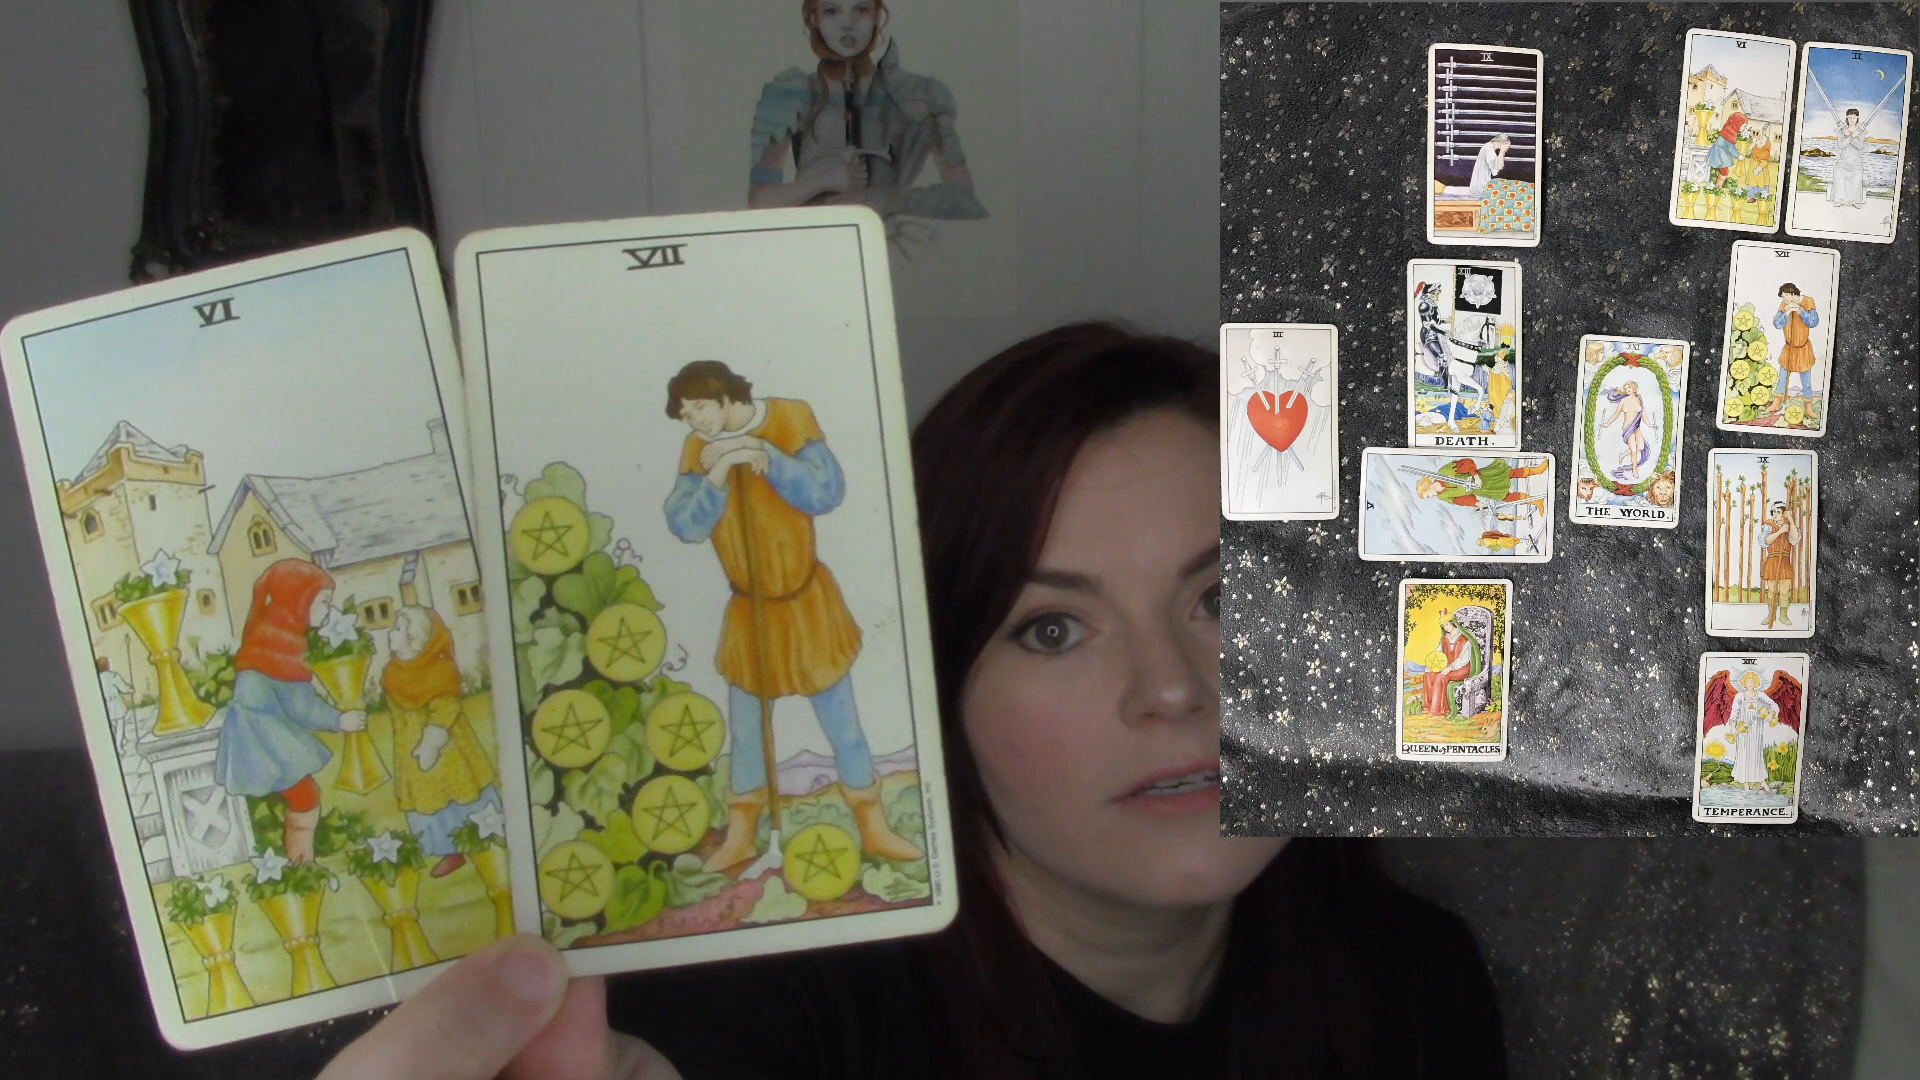 VI
VII
IX
VI
II
VII
XIII
DEATH.
III
XXI
THE WORLD.
V
IX
QUEEN of PENTACLES
XIV
TEMPERANCE.